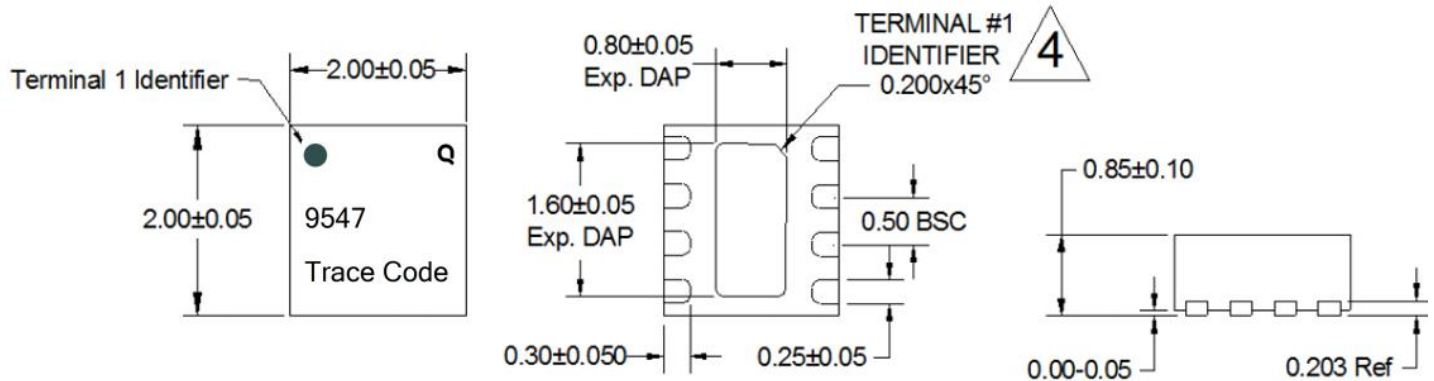 Terminal 1 Identifier
2.00±0.05
Q
2.00±0.05
9547
Trace Code
0.80±0.05
Exp. DAP
TERMINAL #1
IDENTIFIER
0.200x45°
4
1.60±0.05
Exp. DAP
0.50 BSC
0.30±0.050
0.25±0.05
0.85±0.10
0.00-0.05
0.203 Ref